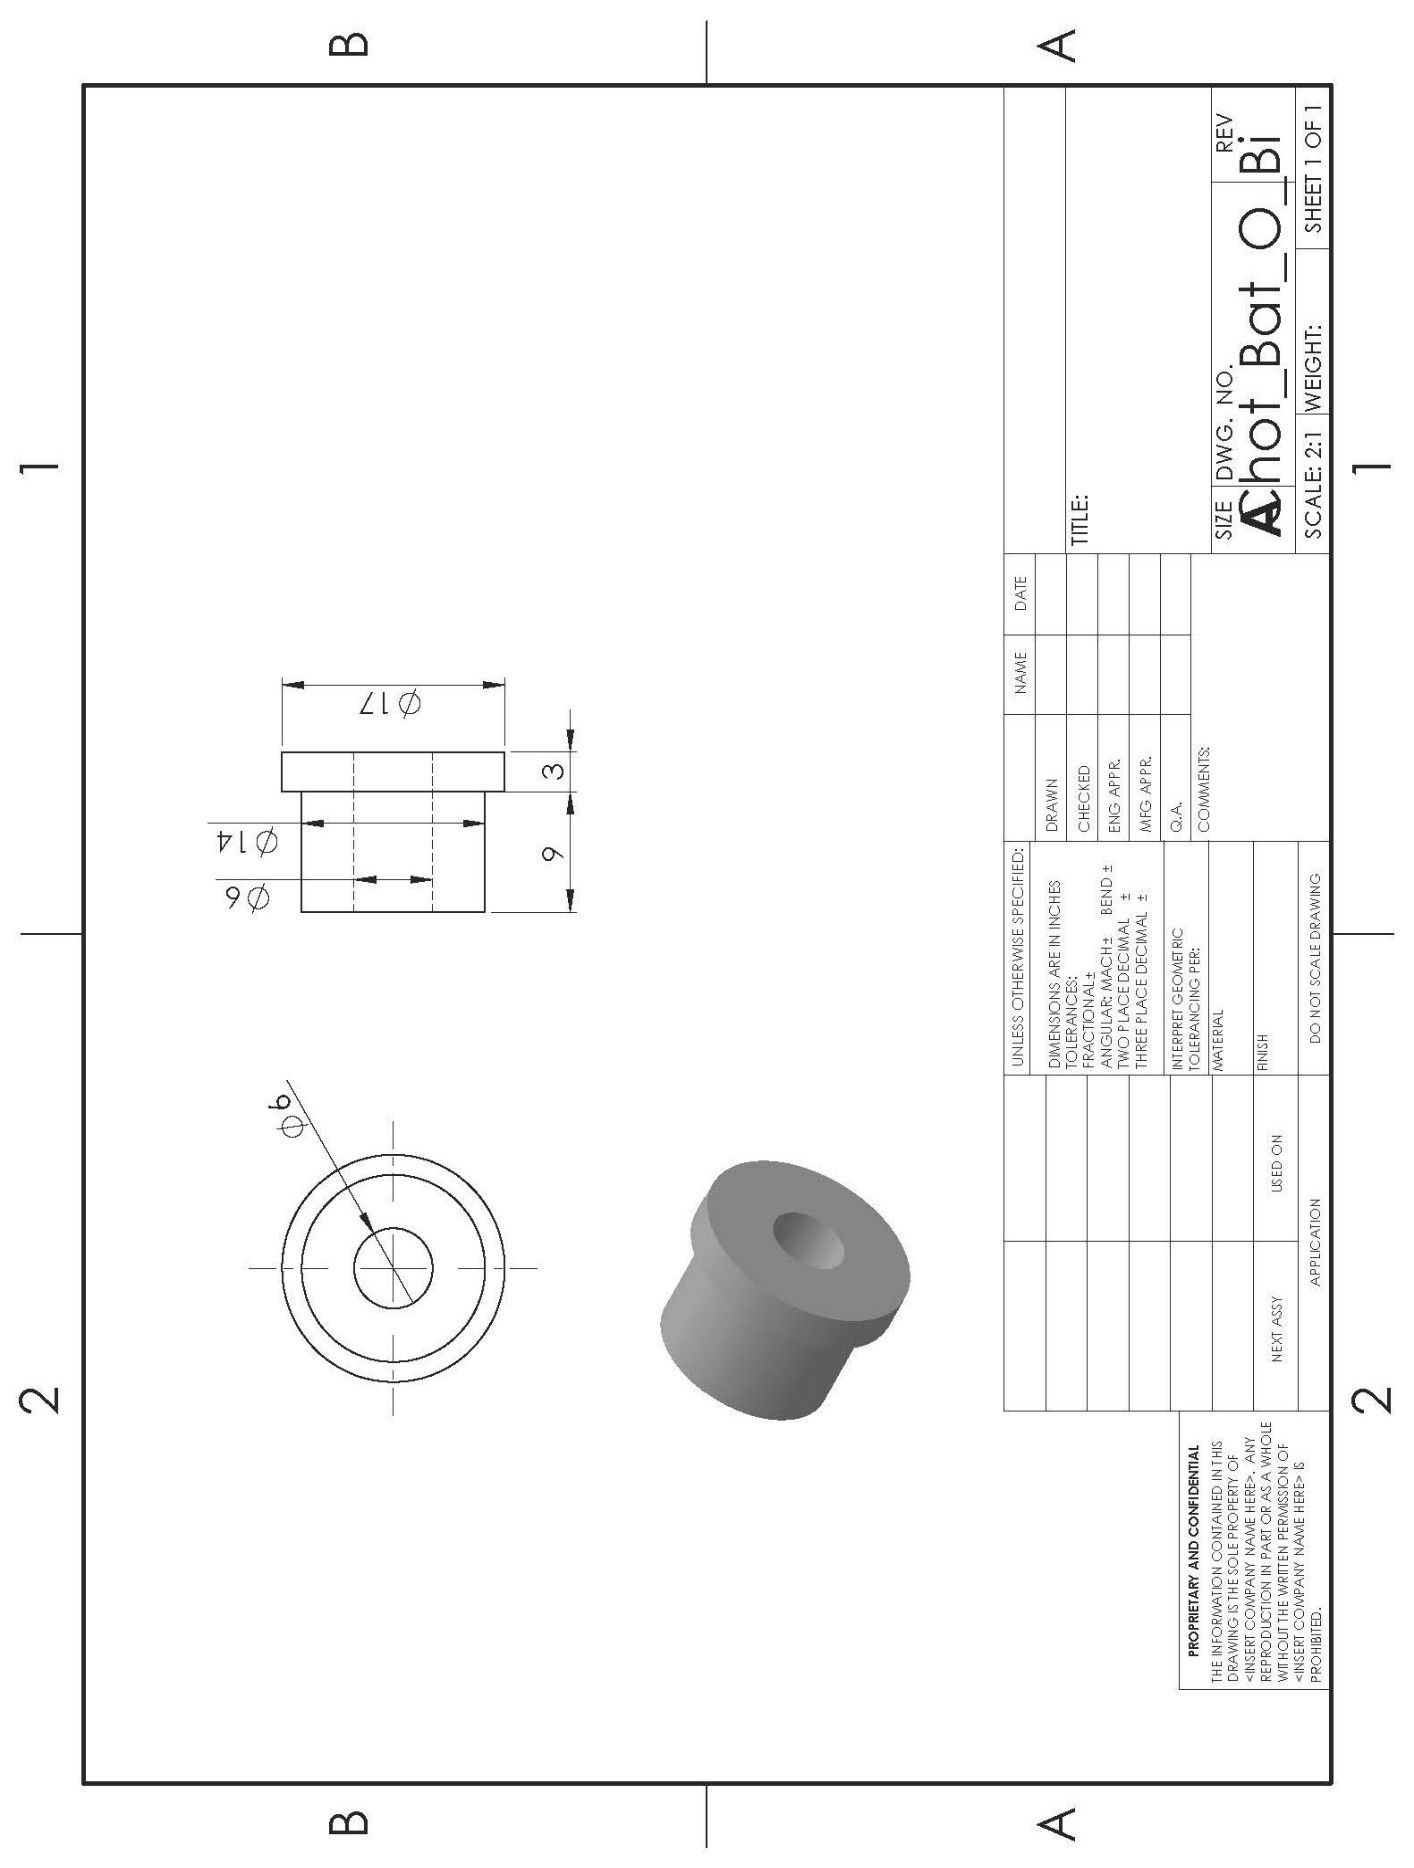 2
1
B
B
Ø6
Ø6
Ø14
Ø17
9
3
A
A
UNLESS OTHERWISE SPECIFIED:
NAME
DATE
DIMENSIONS ARE IN INCHES
TOLERANCES:
FRACTIONAL±
ANGULAR: MACH± BEND ±
TWO PLACE DECIMAL ±
THREE PLACE DECIMAL ±
DRAWN
CHECKED
ENG APPR.
MFG APPR.
Q.A.
COMMENTS:
TITLE:
INTERPRET GEOMETRIC
TOLERANCING PER:
MATERIAL
FINISH
PROPRIETARY AND CONFIDENTIAL
THE INFORMATION CONTAINED IN THIS
DRAWING IS THE SOLE PROPERTY OF
<INSERT COMPANY NAME HERE>. ANY
REPRODUCTION IN PART OR AS A WHOLE
WITHOUT THE WRITTEN PERMISSION OF
<INSERT COMPANY NAME HERE> IS
PROHIBITED.
NEXT ASSY
USED ON
APPLICATION
DO NOT SCALE DRAWING
SIZE
DWG. NO.
REV
A
Chot_Bat_O_Bi
SCALE: 2:1
WEIGHT:
SHEET 1 OF 1
2
1